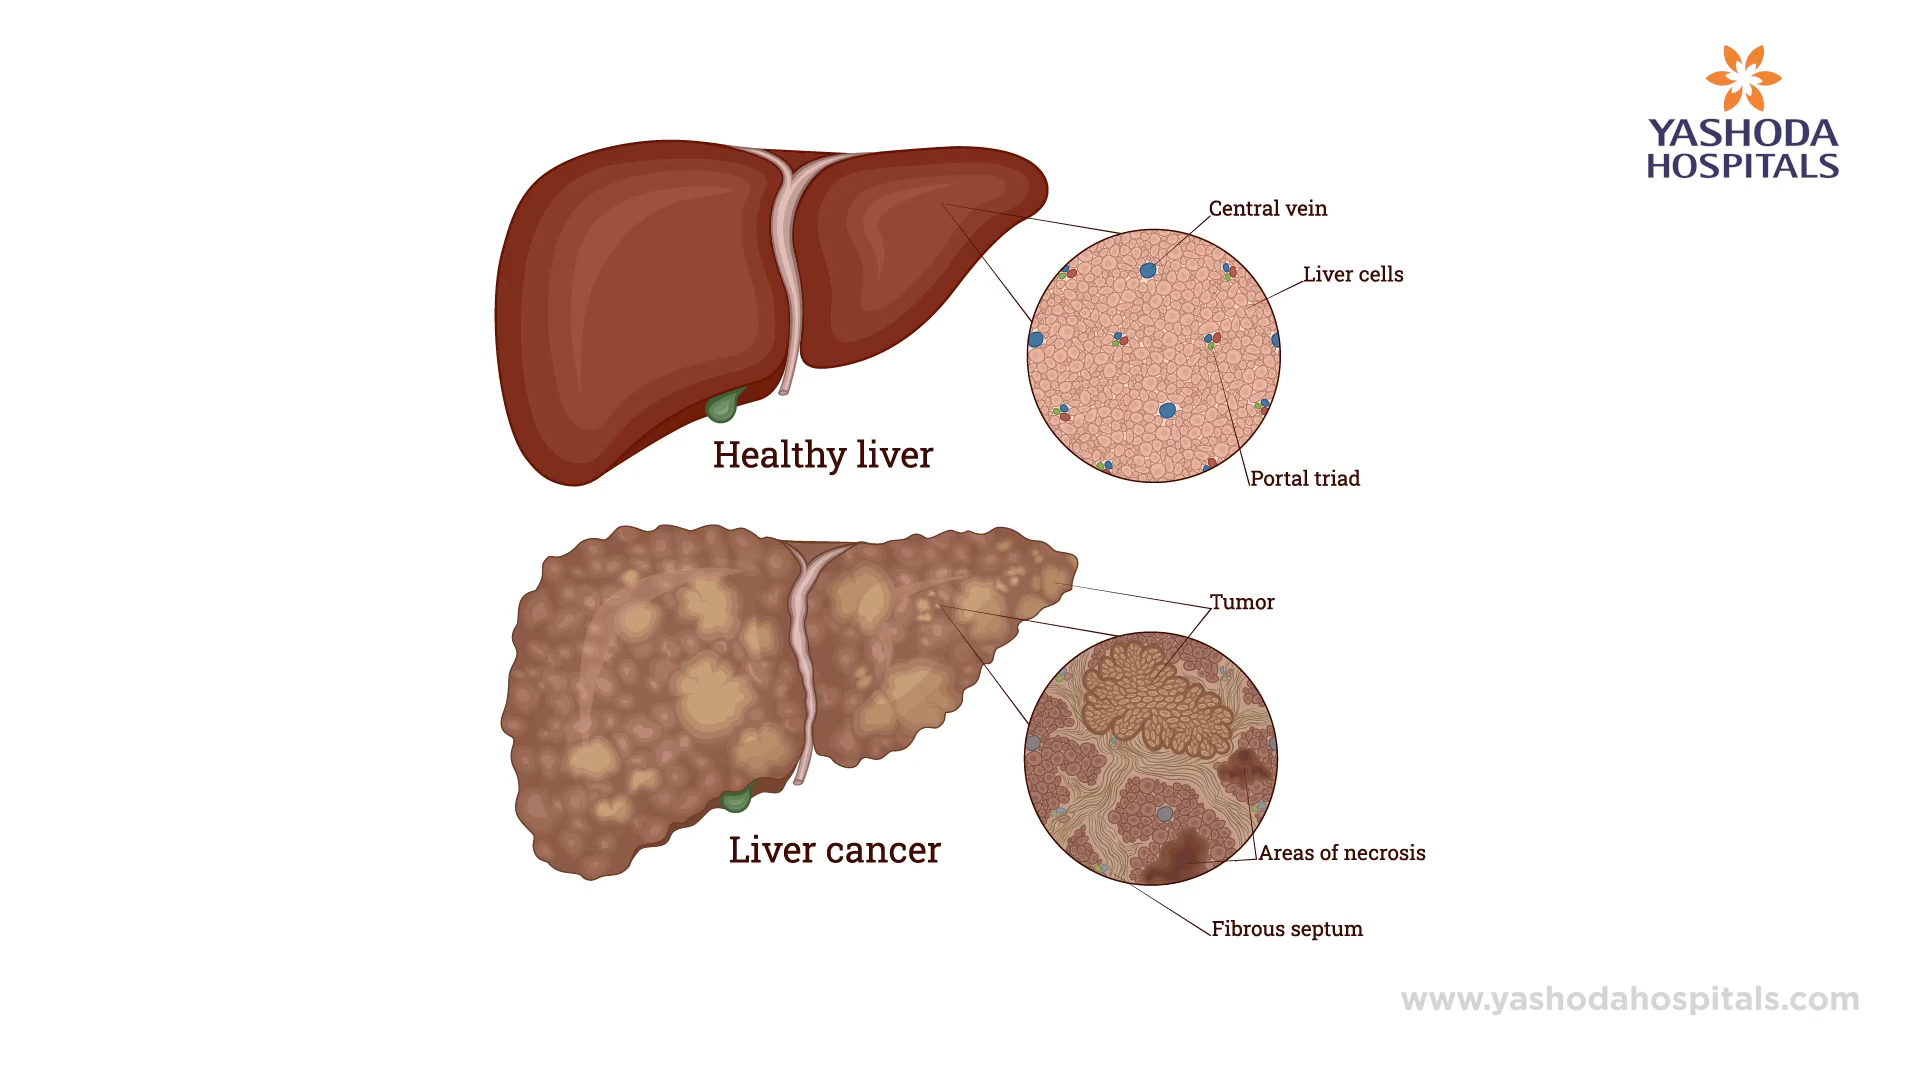 YASHODA
HOSPITALS
Central vein
Liver cells
Healthy liver
Portal triad
Tumor
Liver cancer
Areas of necrosis
Fibrous septum
www.yashodahospitals.com